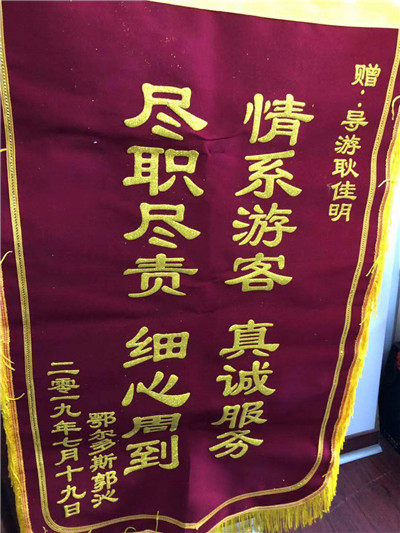 赠：导游耿佳明
情系游客 真诚服务
尽职尽责 细心周到
鄂尔多斯郭沁
二零一九年七月十九日